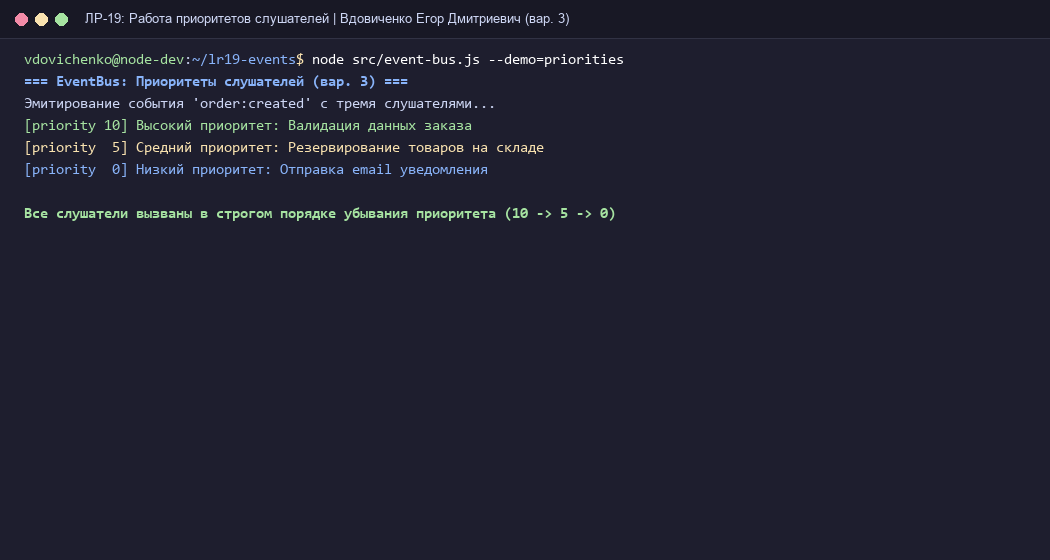 ЛР-19: Работа приоритетов слушателей | Вдовиченко Егор Дмитриевич (вар. 3)
vdovichenko@node-dev:~/lr19-events$ node src/event-bus.js --demo=priorities
=== EventBus: Приоритеты слушателей (вар. 3) ===
Эмитирование события 'order:created' с тремя слушателями...
[priority 10] Высокий приоритет: Валидация данных заказа
[priority  5] Средний приоритет: Резервирование товаров на складе
[priority  0] Низкий приоритет: Отправка email уведомления
Все слушатели вызваны в строгом порядке убывания приоритета (10 -> 5 -> 0)